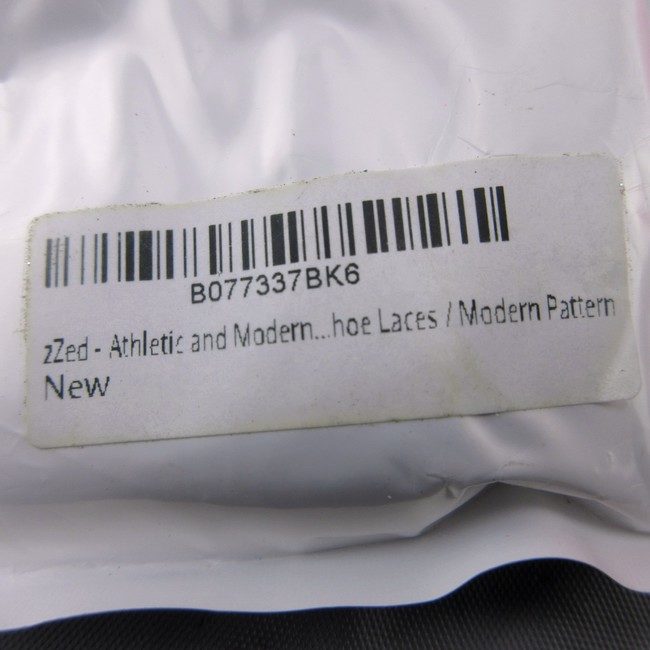 B077337BK6
zZed - Athletic and Modern...hoe Laces / Modern Pattern
New